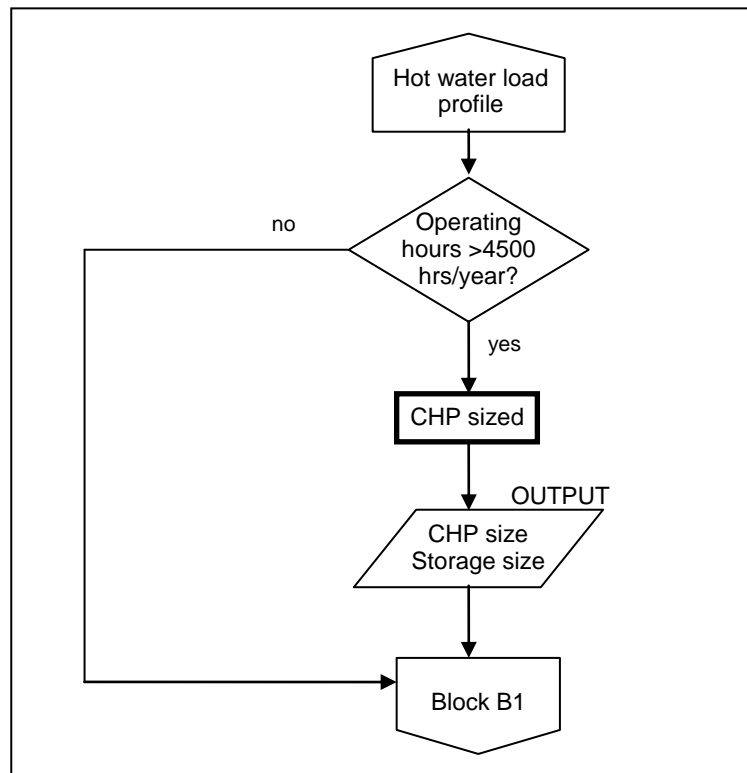 Hot water load
profile
no
Operating
hours >4500
hrs/year?
yes
CHP sized
OUTPUT
CHP size
Storage size
Block B1